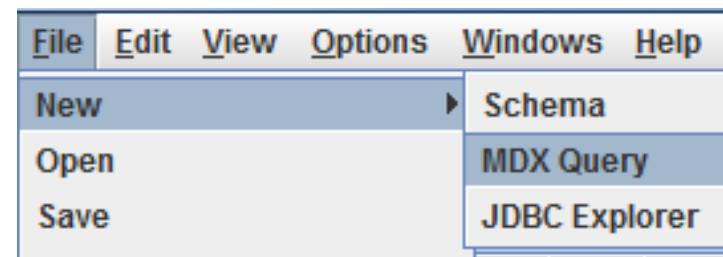 File Edit View Options Windows Help
New Schema
Open MDX Query
Save JDBC Explorer